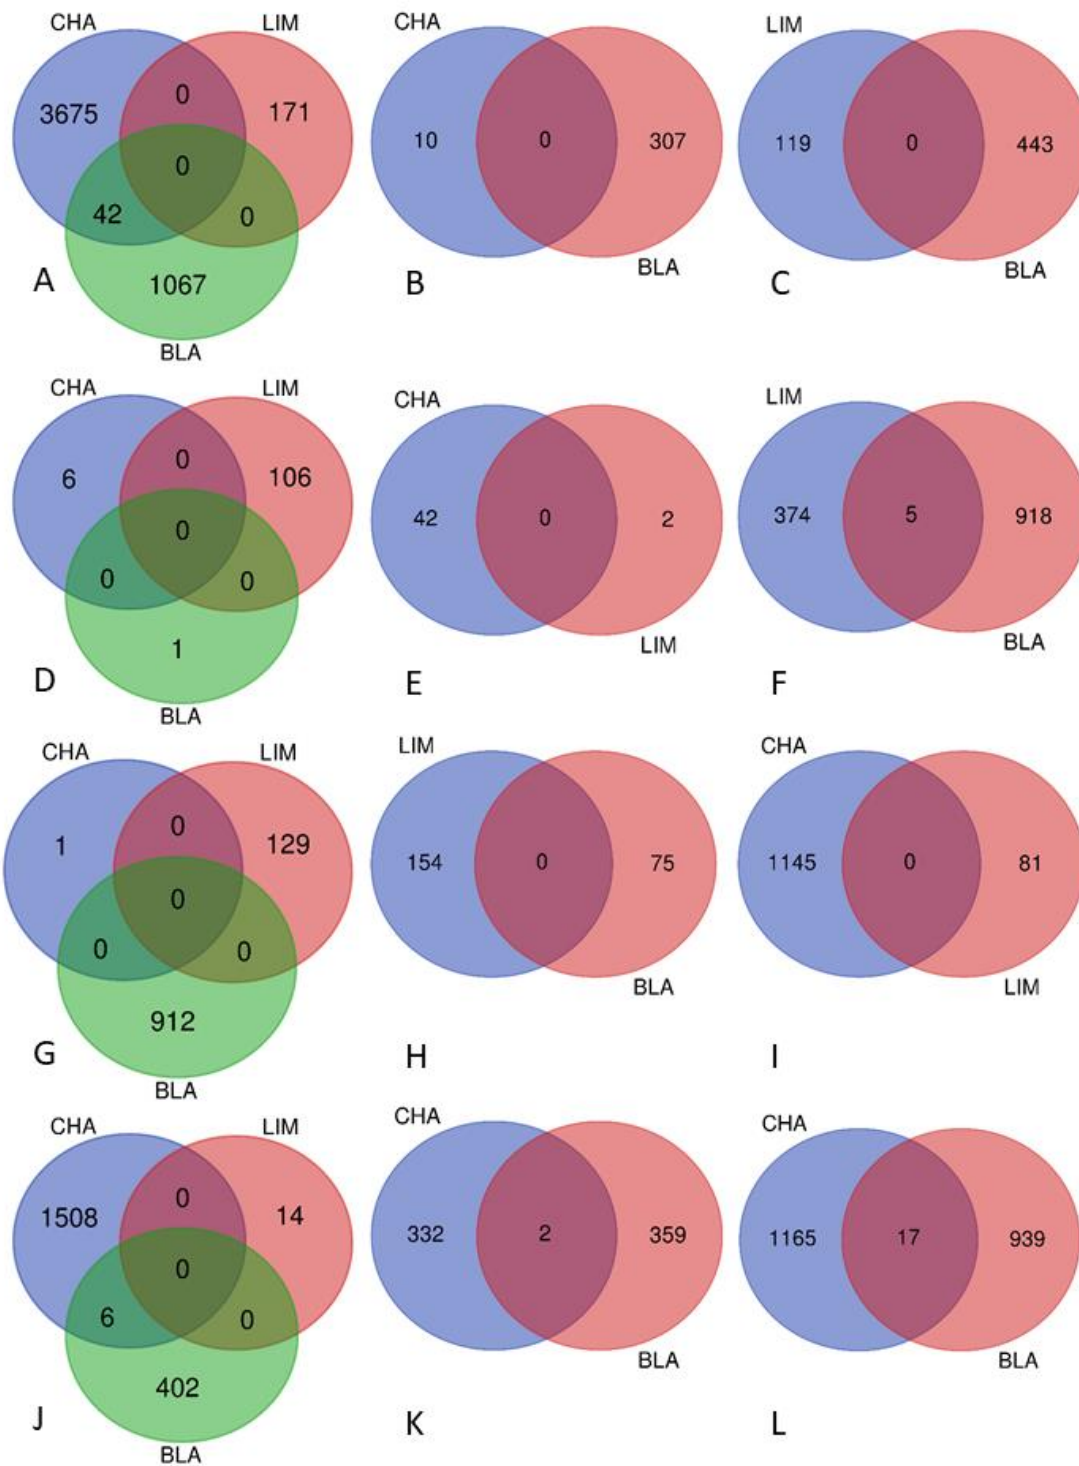 CHA LIM
3675 0 171
0
42 0
1067
A
BLA
CHA
10 0 307
BLA
B
LIM
119 0 443
BLA
C
CHA LIM
6 0 106
0
0 0
1
D
BLA
CHA
42 0 2
LIM
E
LIM
374 5 918
BLA
F
CHA LIM
1 0 129
0
0 0
912
G
BLA
LIM
154 0 75
BLA
H
CHA
1145 0 81
LIM
I
CHA LIM
1508 0 14
0
6 0
402
J
BLA
CHA
332 2 359
BLA
K
CHA
1165 17 939
BLA
L